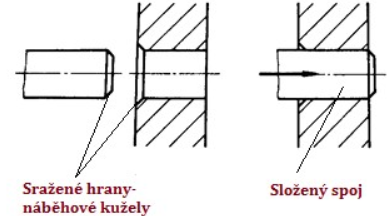 Sražené hrany-
náběhové kužely
Složený spoj